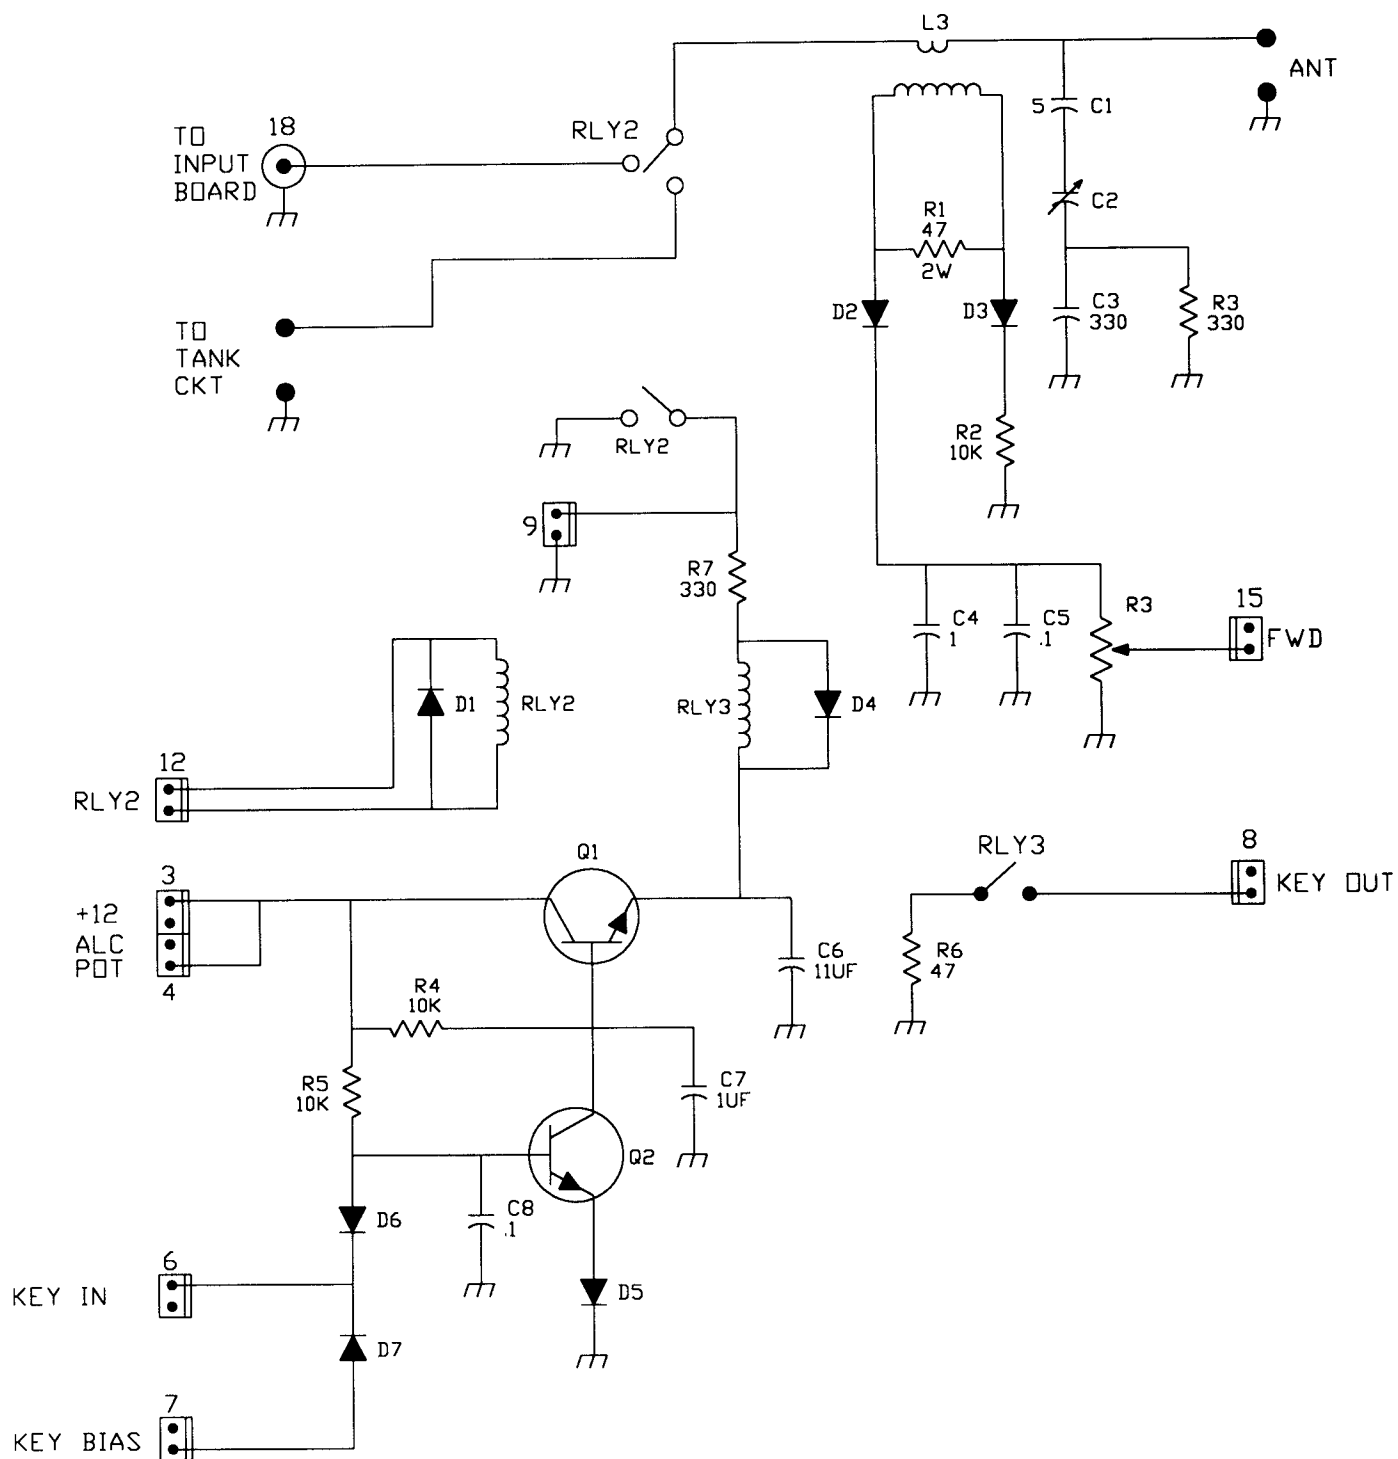 L3
ANT
5
C1
TO
INPUT
BOARD
18
RLY2
C2
R1
47
2W
D2
D3
C3
330
R3
330
TO
TANK
CKT
RLY2
R2
10K
9
R7
330
C4
1
C5
.1
R3
15
FWD
D1
RLY2
RLY3
D4
12
RLY2
RLY3
8
KEY OUT
Q1
3
+12
ALC
POT
4
C6
11UF
R6
47
R4
10K
R5
10K
C7
1UF
Q2
C8
.1
D6
D5
6
KEY IN
D7
7
KEY BIAS